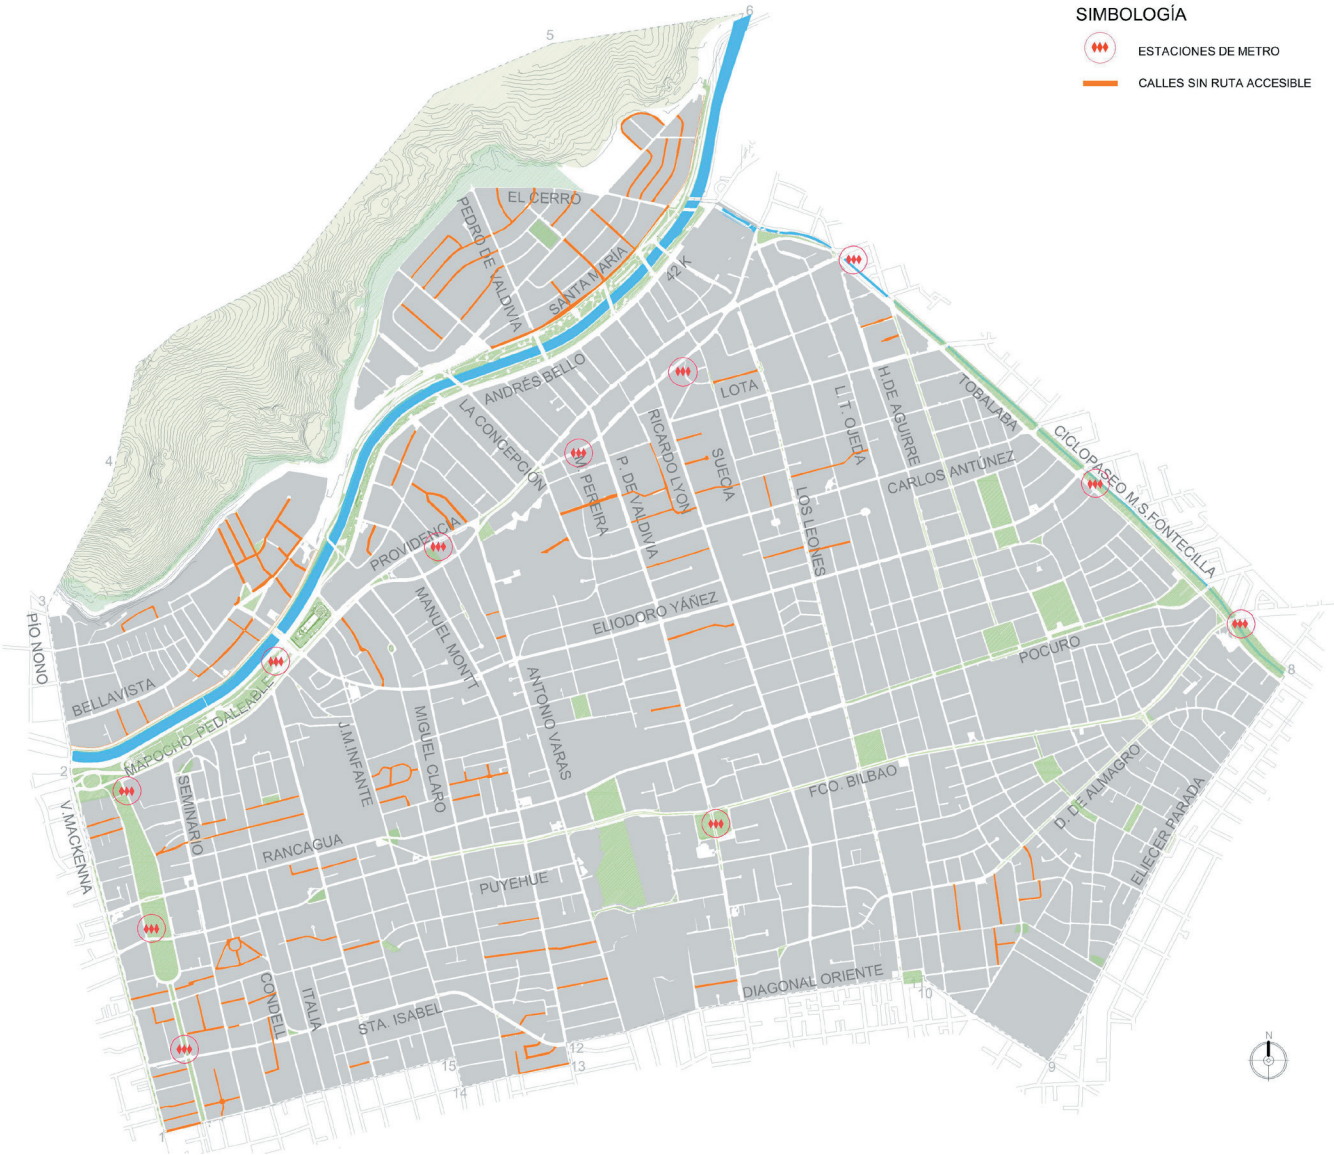 SIMBOLOGÍA
ESTACIONES DE METRO
CALLES SIN RUTA ACCESIBLE
6
5
EL CERRO
PEDRO DE VALDIVIA
SANTA MARÍA
42 K
ANDRÉS BELLO
LA CONCEPCIÓN
LOTA
L.T. OJEDA
H.DE AGUIRRE
TOBALABA
CICLOPASEO M.S.FONTECILLA
RICARDO LYON
SUECIA
CARLOS ANTÚNEZ
4
M. PEREIRA
P. DE VALDIVIA
LOS LEONES
PROVIDENCIA
MANUEL MONTT
ELIODORO YÁÑEZ
POCURO
3
PÍO NONO
BELLAVISTA
MAPOCHO PEDALEABLE
8
ANTONIO VARAS
J.M.INFANTE
MIGUEL CLARO
2
SEMINARIO
V.MACKENNA
FCO. BILBAO
D. DE ALMAGRO
ELIECER PARADA
RANCAGUA
PUYEHUE
CONDELL
ITALIA
STA. ISABEL
DIAGONAL ORIENTE
11
10
12
13
15
14
9
1
N